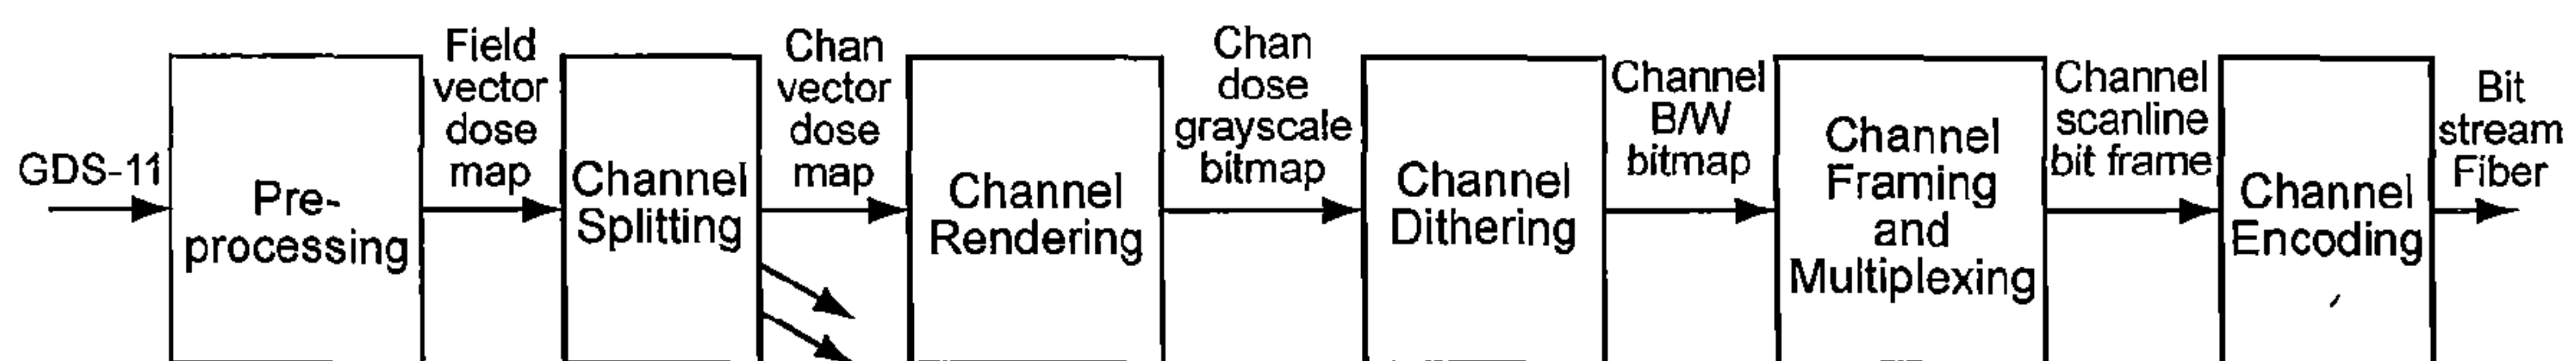 GDS-11
Pre-
processing
Field
vector
dose
map
Channel
Splitting
Chan
vector
dose
map
Channel
Rendering
Chan
dose
grayscale
bitmap
Channel
Dithering
Channel
B/W
bitmap
Channel
Framing
and
Multiplexing
Channel
scanline
bit frame
Channel
Encoding
Bit
stream
Fiber